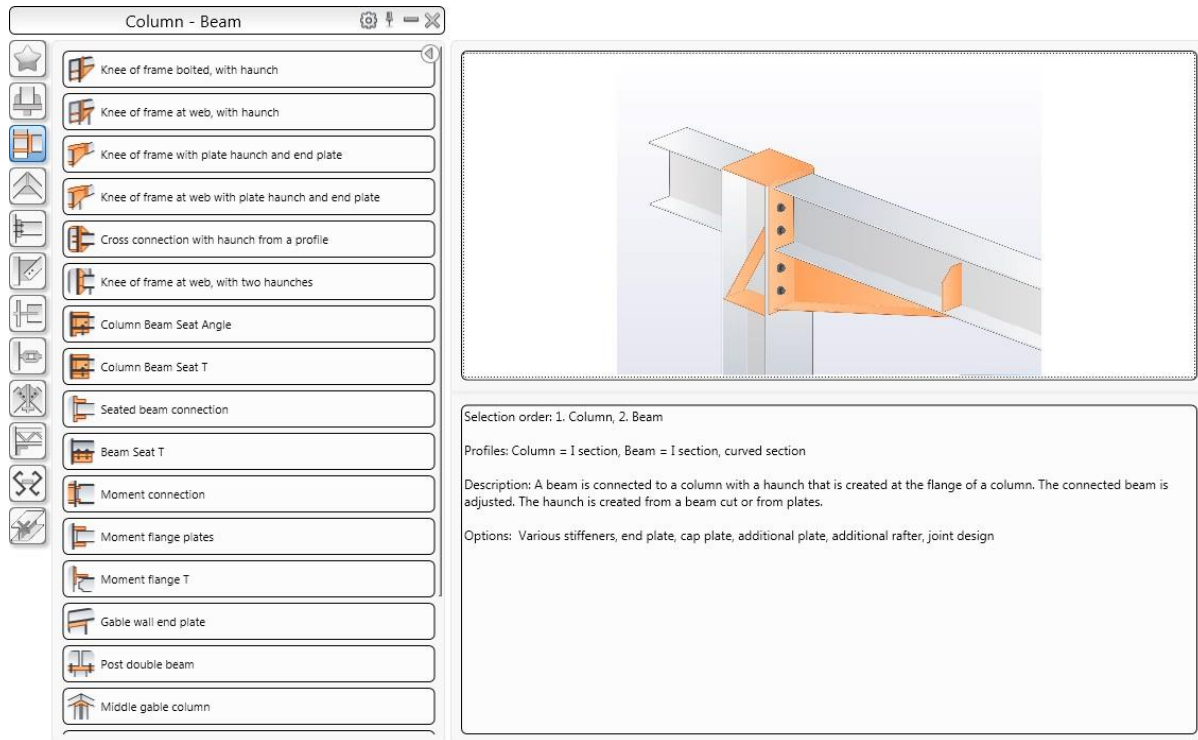 Column - Beam
Knee of frame bolted, with haunch
Knee of frame at web, with haunch
Knee of frame with plate haunch and end plate
Knee of frame at web with plate haunch and end plate
Cross connection with haunch from a profile
Knee of frame at web, with two haunches
Column Beam Seat Angle
Column Beam Seat T
Seated beam connection
Beam Seat T
Moment connection
Moment flange plates
Moment flange T
Gable wall end plate
Post double beam
Middle gable column
Selection order: 1. Column, 2. Beam
Profiles: Column = I section, Beam = I section, curved section
Description: A beam is connected to a column with a haunch that is created at the flange of a column. The connected beam is
adjusted. The haunch is created from a beam cut or from plates.
Options:  Various stiffeners, end plate, cap plate, additional plate, additional rafter, joint design